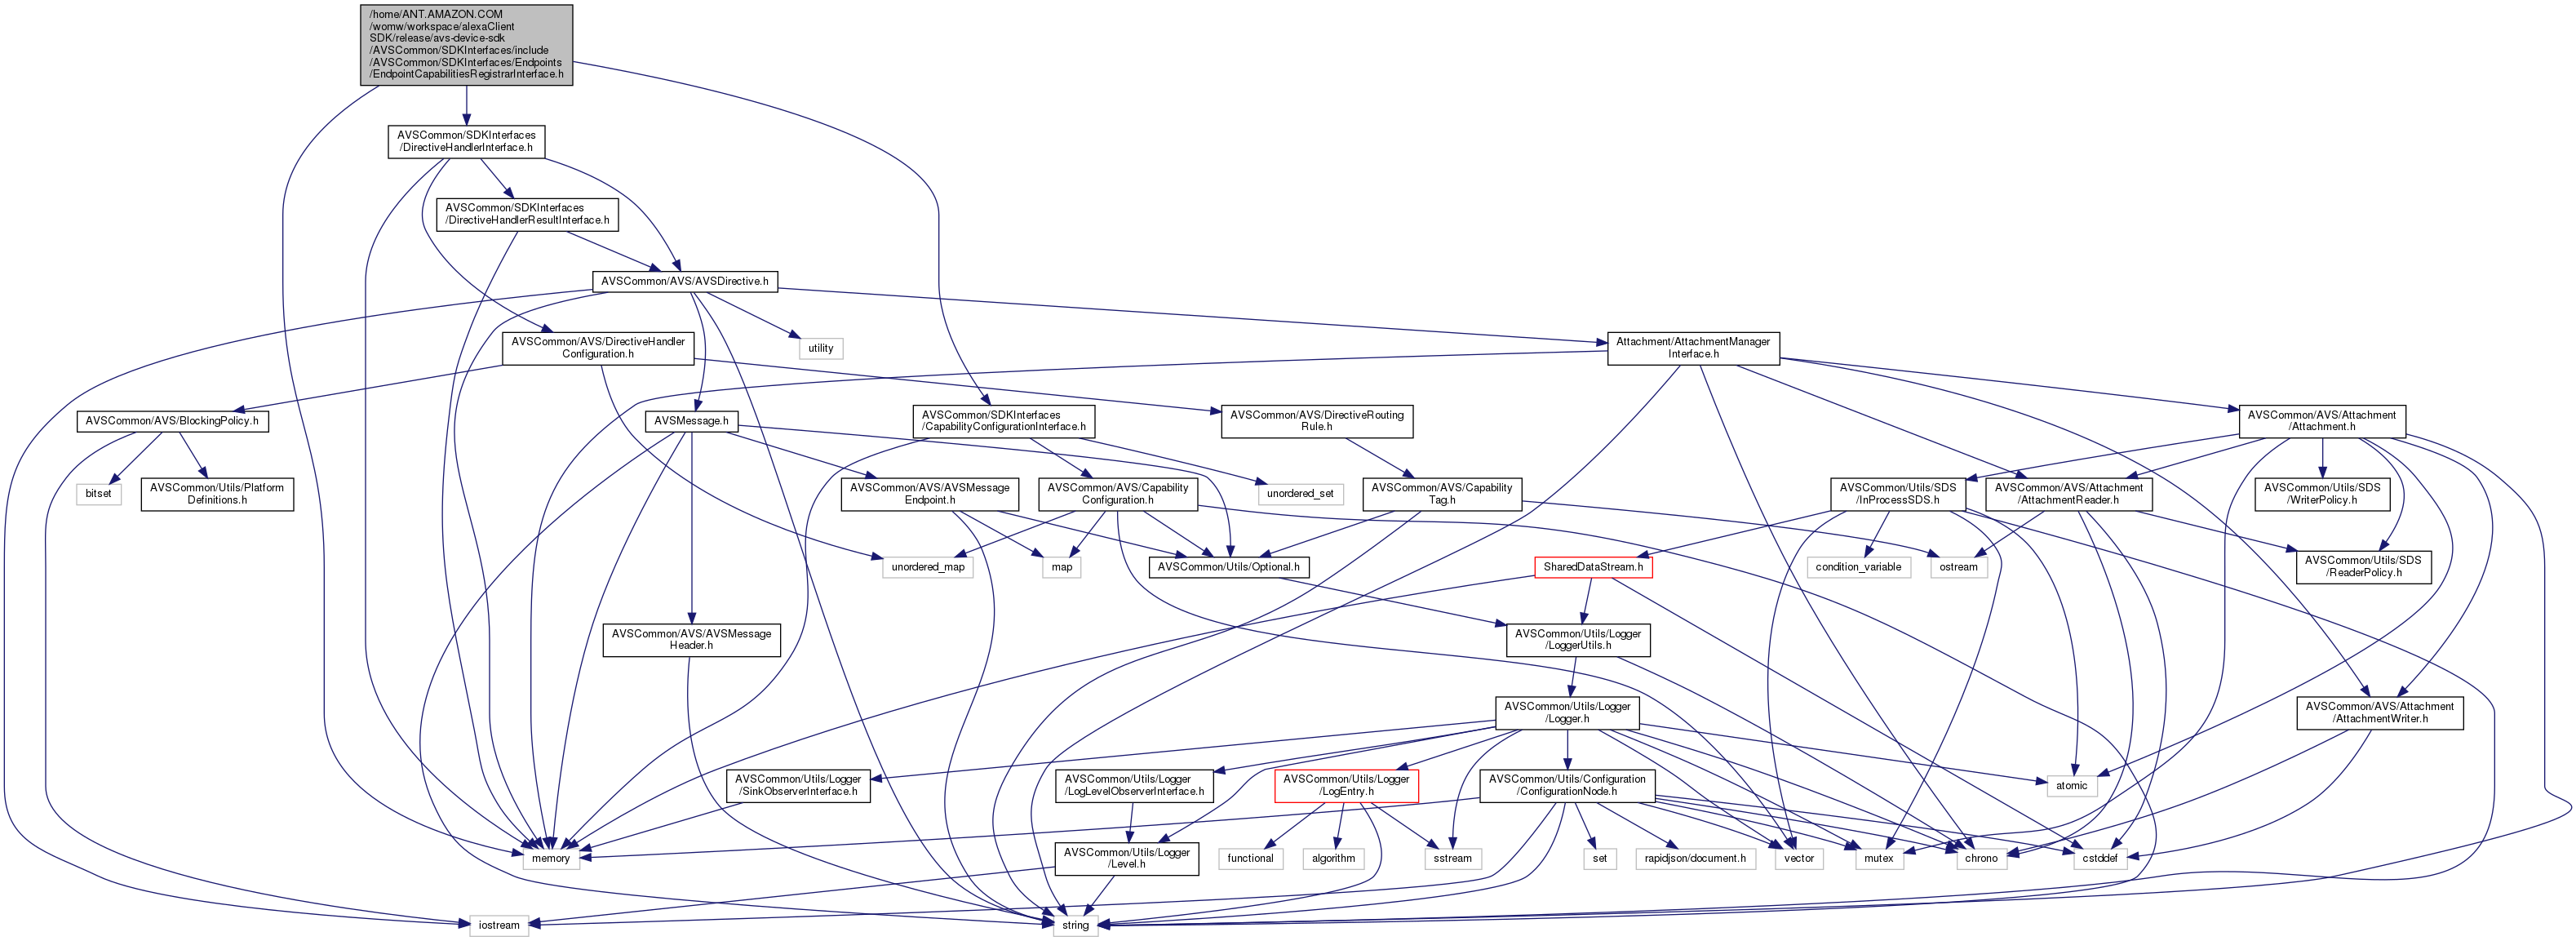 /home/ANT.AMAZON.COM
/womw/workspace/alexaClient
SDK/release/avs-device-sdk
/AVSCommon/SDKInterfaces/include
/AVSCommon/SDKInterfaces/Endpoints
/EndpointCapabilitiesRegistrarInterface.h
AVSCommon/SDKInterfaces
/DirectiveHandlerInterface.h
AVSCommon/SDKInterfaces
/DirectiveHandlerResultInterface.h
AVSCommon/AVS/AVSDirective.h
AVSCommon/AVS/DirectiveHandler
Configuration.h
utility
Attachment/AttachmentManager
Interface.h
AVSCommon/AVS/BlockingPolicy.h
AVSMessage.h
AVSCommon/SDKInterfaces
/CapabilityConfigurationInterface.h
AVSCommon/AVS/DirectiveRouting
Rule.h
AVSCommon/AVS/Attachment
/Attachment.h
bitset
AVSCommon/Utils/Platform
Definitions.h
AVSCommon/AVS/AVSMessage
Endpoint.h
AVSCommon/AVS/Capability
Configuration.h
unordered_set
AVSCommon/AVS/Capability
Tag.h
AVSCommon/Utils/SDS
/InProcessSDS.h
AVSCommon/AVS/Attachment
/AttachmentReader.h
AVSCommon/Utils/SDS
/WriterPolicy.h
unordered_map
map
AVSCommon/Utils/Optional.h
SharedDataStream.h
condition_variable
ostream
AVSCommon/Utils/SDS
/ReaderPolicy.h
AVSCommon/AVS/AVSMessage
Header.h
AVSCommon/Utils/Logger
/LoggerUtils.h
AVSCommon/Utils/Logger
/Logger.h
AVSCommon/AVS/Attachment
/AttachmentWriter.h
AVSCommon/Utils/Logger
/SinkObserverInterface.h
AVSCommon/Utils/Logger
/LogLevelObserverInterface.h
AVSCommon/Utils/Logger
/LogEntry.h
AVSCommon/Utils/Configuration
/ConfigurationNode.h
atomic
memory
AVSCommon/Utils/Logger
/Level.h
functional
algorithm
sstream
set
rapidjson/document.h
vector
mutex
chrono
cstddef
iostream
string